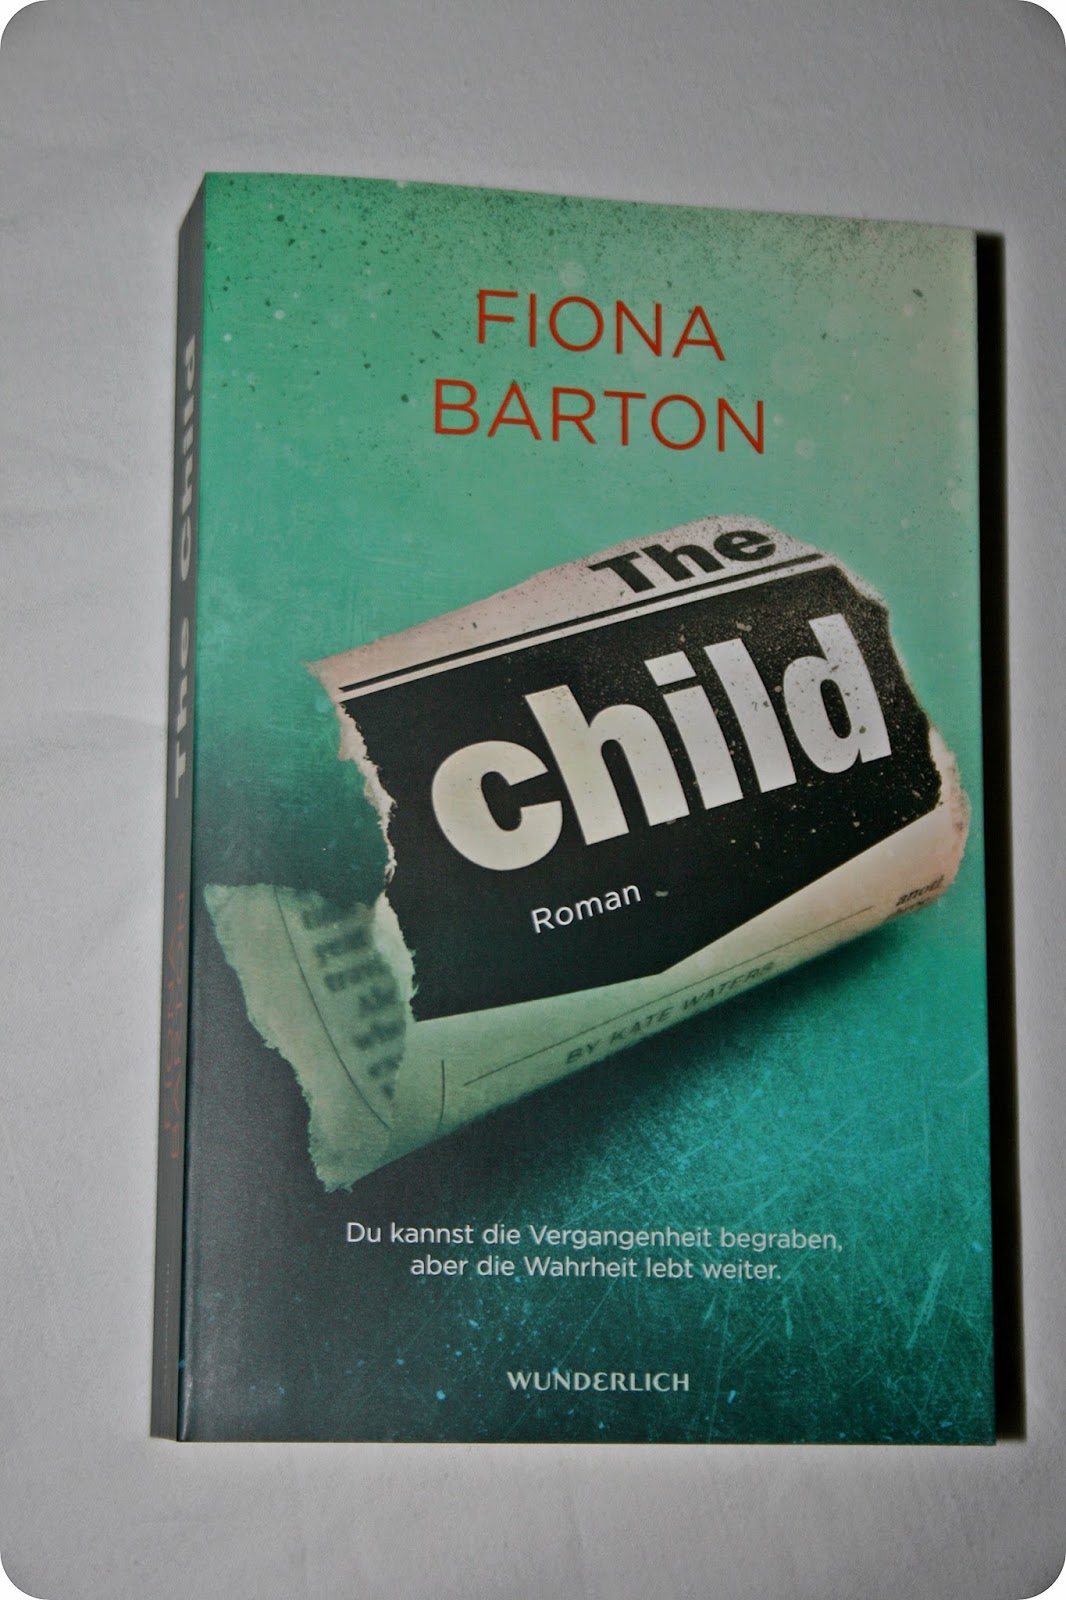 FIONA
BARTON
The
child
Roman
BY KATE WATERS
Du kannst die Vergangenheit begraben,
aber die Wahrheit lebt weiter.
WUNDERLICH
The Child